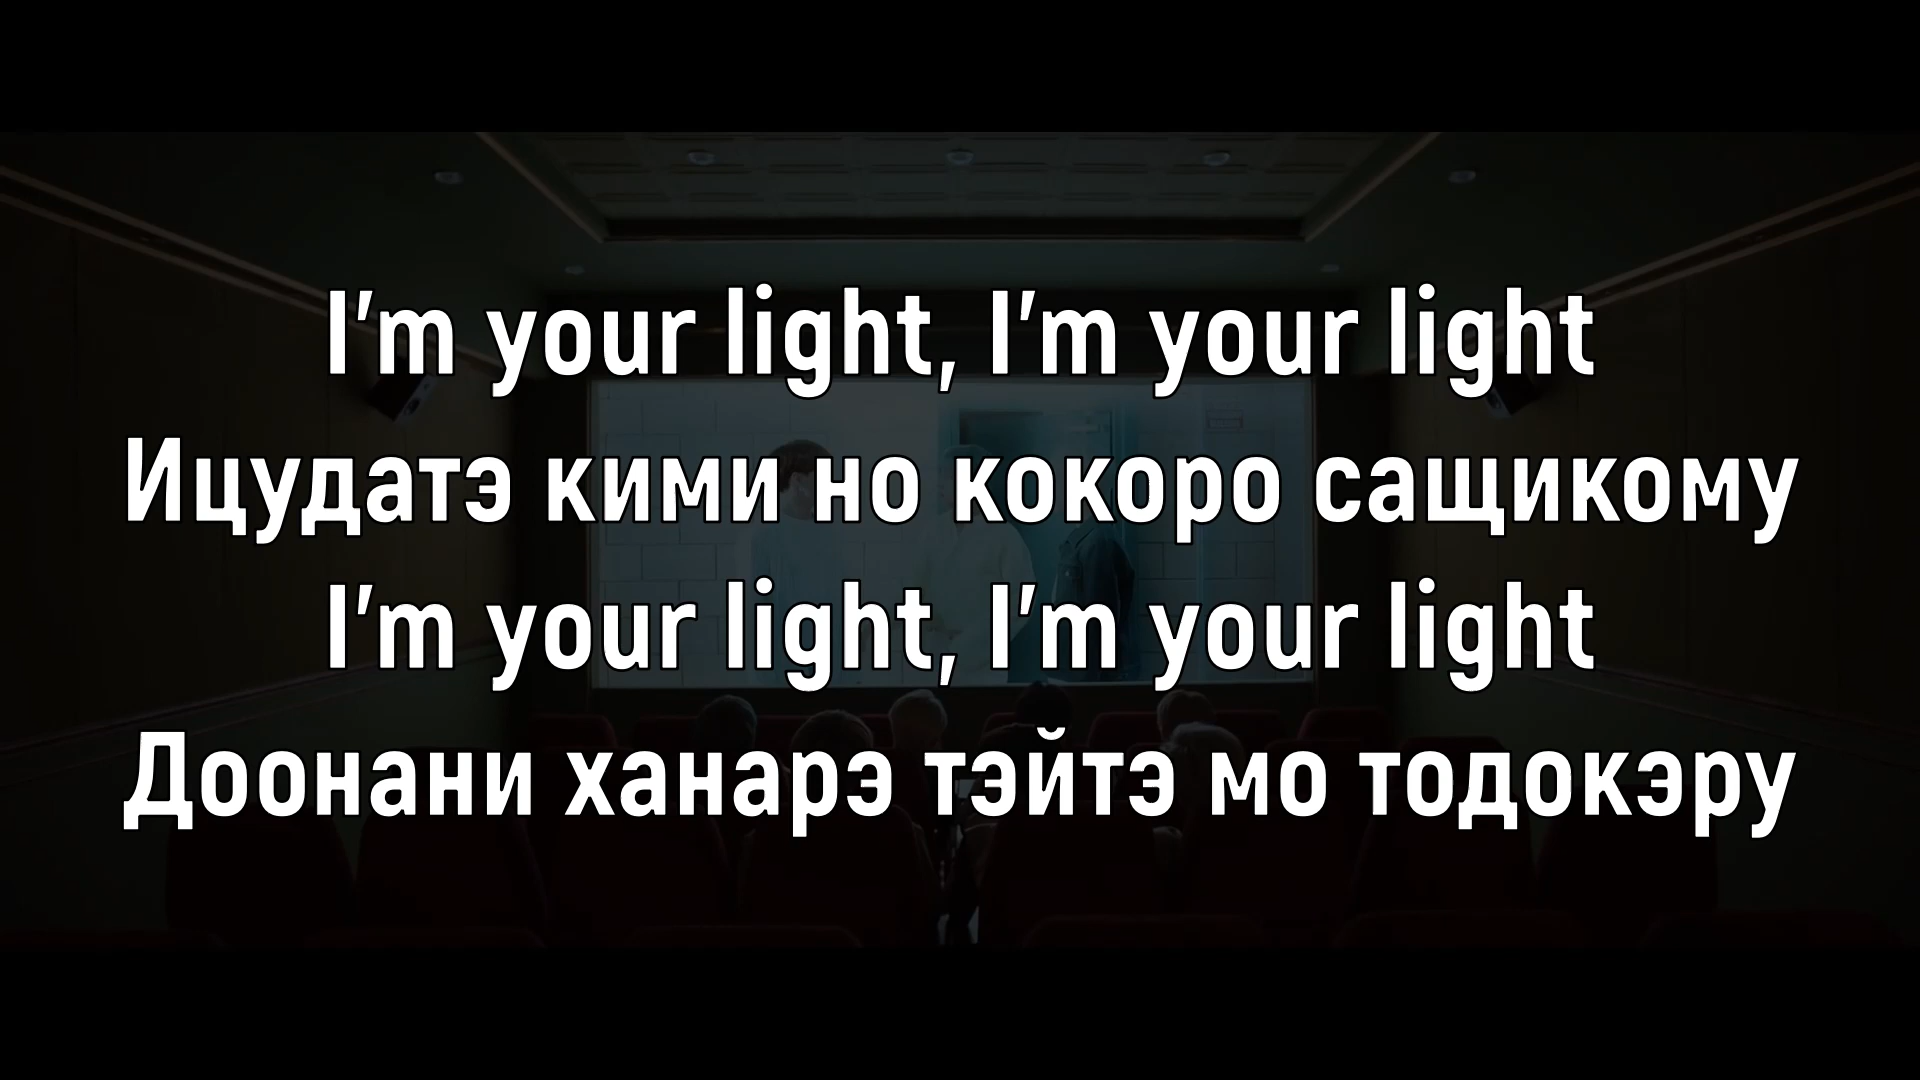 I'm your light, I'm your light
Ицудатэ кими но кокоро сащикому
I'm your light, I'm your light
Доонани ханарэ тэйтэ мо тодокэру